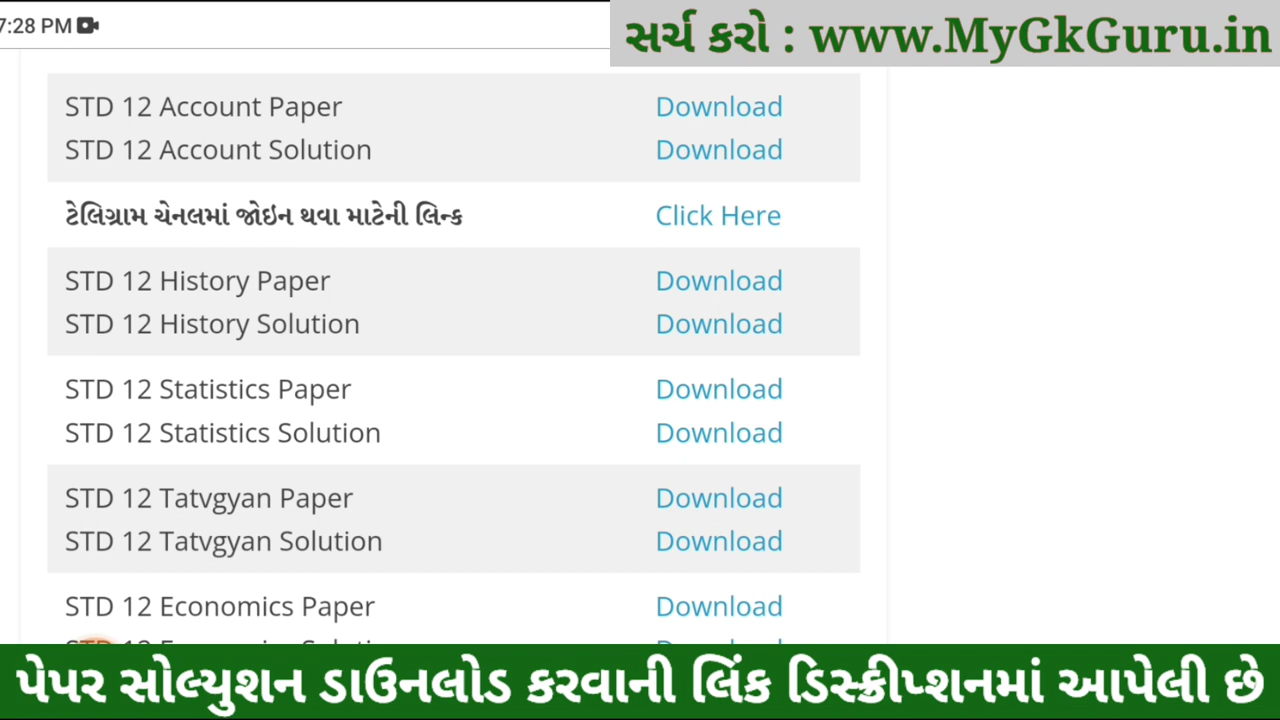 7:28 PM
સર્ચ કરો : www.MyGkGuru.in
STD 12 Account Paper Download
STD 12 Account Solution Download
ટેલિગ્રામ ચેનલમાં જોઇન થવા માટેની લિન્ક Click Here
STD 12 History Paper Download
STD 12 History Solution Download
STD 12 Statistics Paper Download
STD 12 Statistics Solution Download
STD 12 Tatvgyan Paper Download
STD 12 Tatvgyan Solution Download
STD 12 Economics Paper Download
પેપર સોલ્યુશન ડાઉનલોડ કરવાની લિંક ડિસ્ક્રીપ્શનમાં આપેલી છે